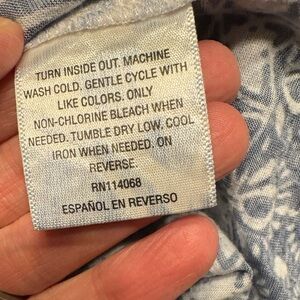 TURN INSIDE OUT. MACHINE
WASH COLD. GENTLE CYCLE WITH
LIKE COLORS. ONLY
NON-CHLORINE BLEACH WHEN
NEEDED. TUMBLE DRY LOW. COOL
IRON WHEN NEEDED. ON
REVERSE.
RN114068
ESPAÑOL EN REVERSO